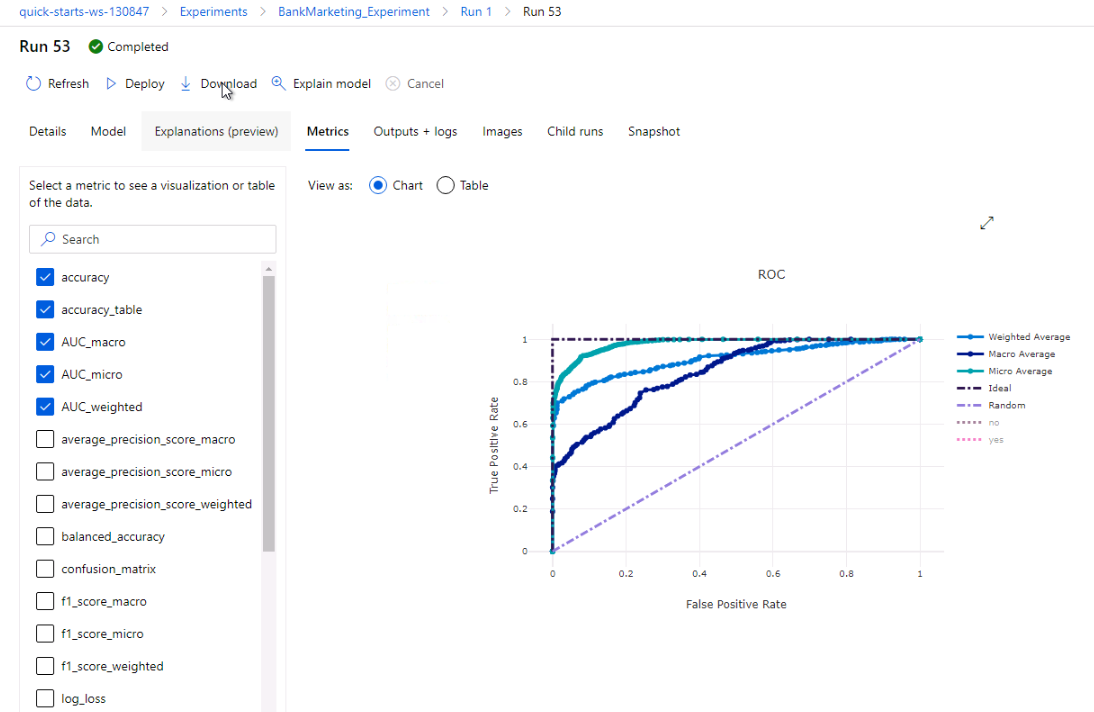 quick-starts-ws-130847 > Experiments > BankMarketing_Experiment > Run 1 > Run 53
Run 53 Completed
Refresh Deploy Download Explain model Cancel
Details Model Explanations (preview) Metrics Outputs + logs Images Child runs Snapshot
Select a metric to see a visualization or table
of the data.
Search
accuracy
accuracy_table
AUC_macro
AUC_micro
AUC_weighted
average_precision_score_macro
average_precision_score_micro
average_precision_score_weighted
balanced_accuracy
confusion_matrix
f1_score_macro
f1_score_micro
f1_score_weighted
log_loss
View as: Chart Table
ROC
True Positive Rate
1
0.8
0.6
0.4
0.2
0
0 0.2 0.4 0.6 0.8 1
False Positive Rate
Weighted Average
Macro Average
Micro Average
Ideal
Random
no
yes